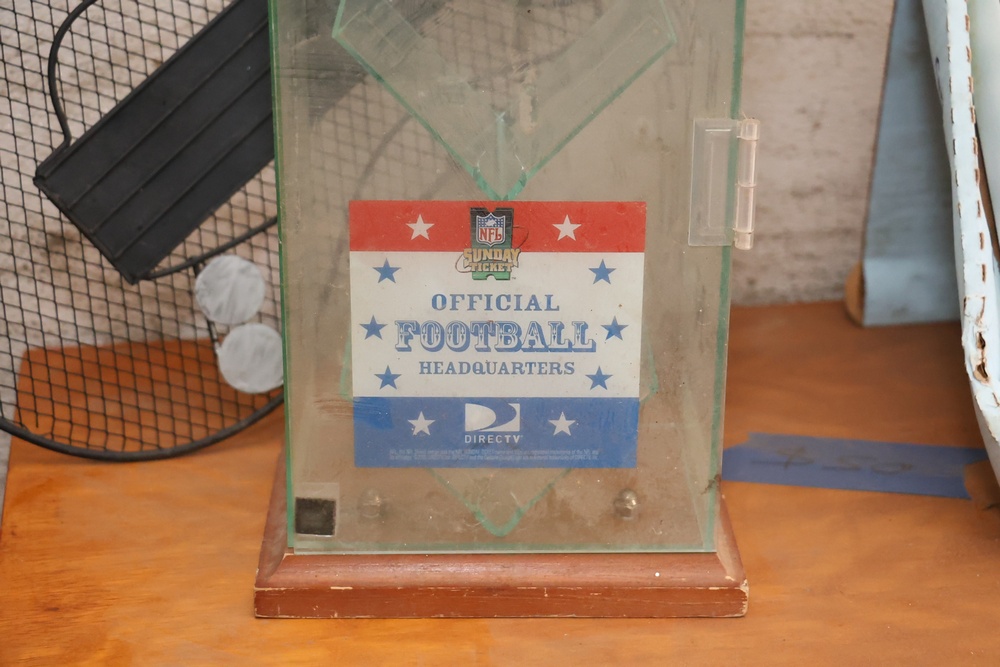 NFL
SUNDAY
TICKET
OFFICIAL
FOOTBALL
HEADQUARTERS
DIRECTV